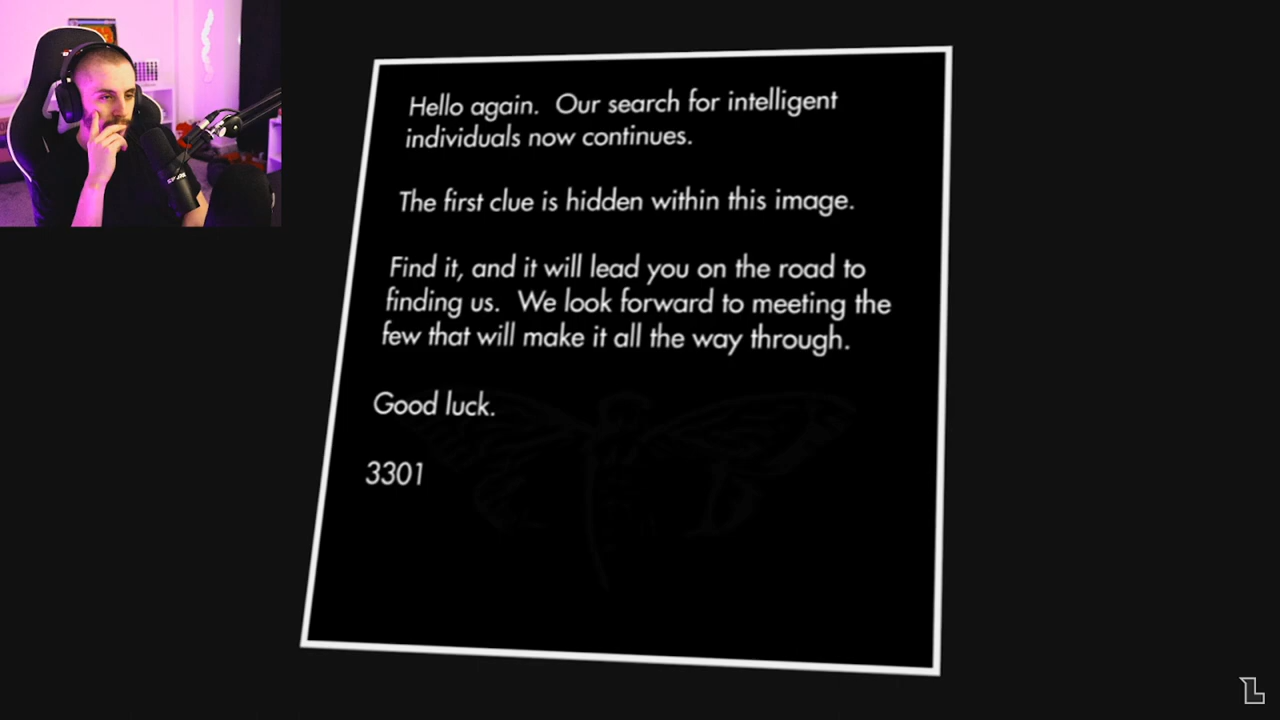 Hello again.  Our search for intelligent
individuals now continues.
The first clue is hidden within this image.
Find it, and it will lead you on the road to
finding us.  We look forward to meeting the
few that will make it all the way through.
Good luck.
3301